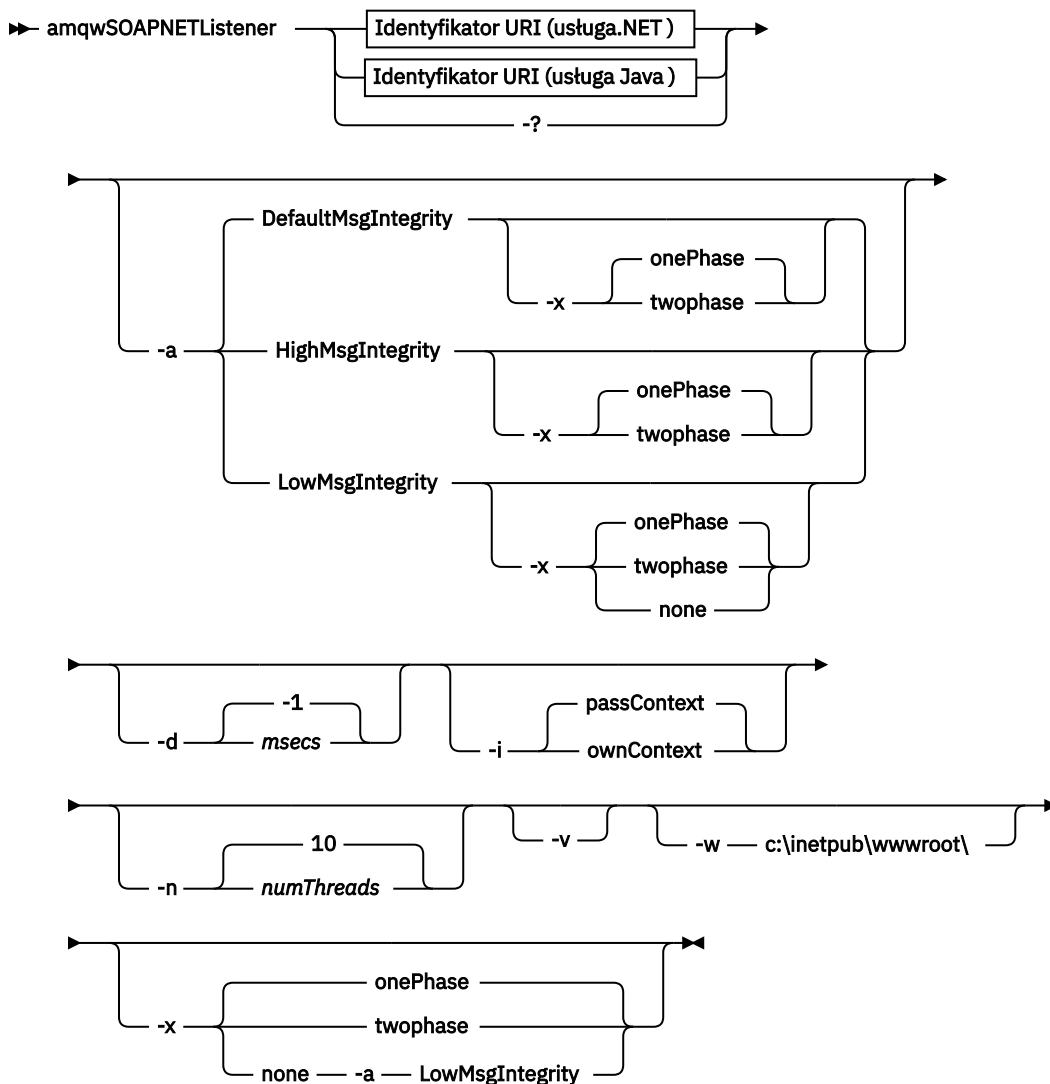 amqwSOAPNETListener Identyfikator URI (usługa.NET )
Identyfikator URI (usługa Java )
-?
DefaultMsgIntegrity
onePhase
-x twophase
-a HighMsgIntegrity
onePhase
-x twophase
LowMsgIntegrity
onePhase
-x twophase
none
-1 passContext
-d msecs -i ownContext
10 -v -w c:\inetpub\wwwroot\
-n numThreads
onePhase
-x twophase
none -a LowMsgIntegrity